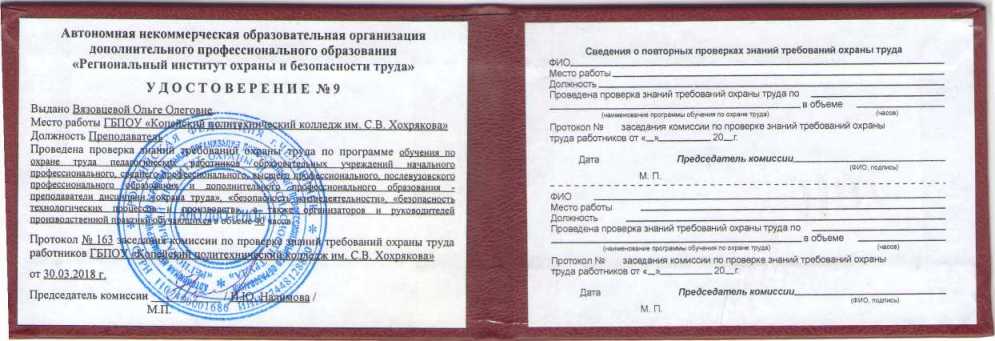 Автономная некоммерческая образовательная организация
дополнительного профессионального образования
«Региональный институт охраны и безопасности труда»
УДОСТОВЕРЕНИЕ № 9
Выдано Вязовцевой Ольге Олеговне
Место работы ГБПОУ «Копейский политехнический колледж им. С.В. Хохрякова»
Должность Преподаватель
Проведена проверка знаний требований охраны труда по программе обучения по
охране труда педагогических работников образовательных учреждений начального
профессионального, среднего профессионального, высшего профессионального, послевузовского
профессионального образования и дополнительного профессионального образования -
преподаватели дисциплин «охрана труда», «безопасность жизнедеятельности», «безопасность
технологических процессов и производств», а также организаторов и руководителей
производственной практики обучающихся в объеме 90 часов
Протокол № 163 заседания комиссии по проверке знаний требований охраны труда
работников ГБПОУ «Копейский политехнический колледж им. С.В. Хохрякова»
от 30.03.2018 г.
Председатель комиссии / И.Ю. Надимова /
М.П.
Сведения о повторных проверках знаний требований охраны труда
ФИО
Место работы
Должность
Проведена проверка знаний требований охраны труда по
в объеме
(наименование программы обучения по охране труда) (часов)
Протокол № заседания комиссии по проверке знаний требований охраны
труда работников от «__»__________ 20__г.
Дата Председатель комиссии
(ФИО, подпись)
М. П.
ФИО
Место работы
Должность
Проведена проверка знаний требований охраны труда по
в объеме
(наименование программы обучения по охране труда) (часов)
Протокол № заседания комиссии по проверке знаний требований охраны
труда работников от «__»__________ 20__г.
Дата Председатель комиссии
(ФИО, подпись)
М. П.